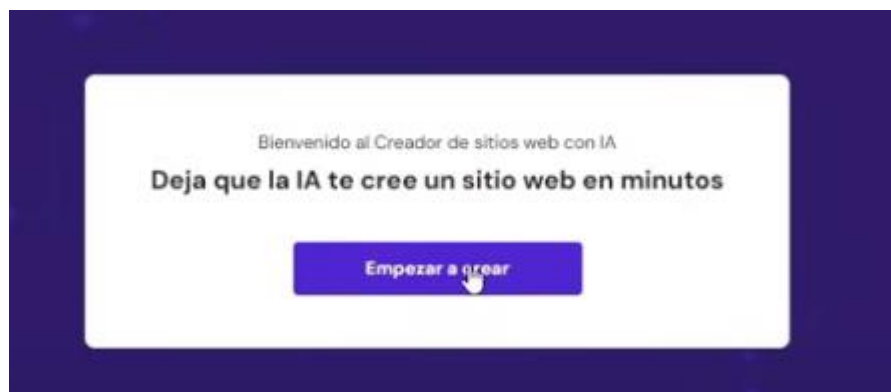 Bienvenido al Creador de sitios web con IA
Deja que la IA te cree un sitio web en minutos
Empezar a crear